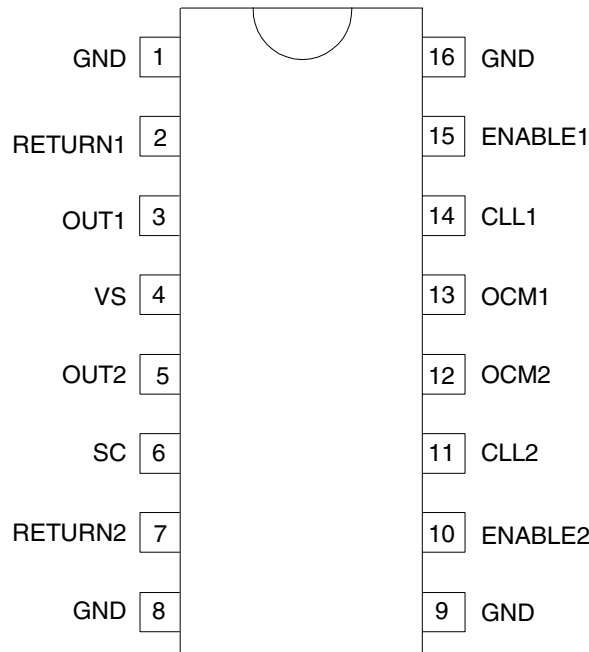 GND 1 16 GND
RETURN1 2 15 ENABLE1
OUT1 3 14 CLL1
VS 4 13 OCM1
OUT2 5 12 OCM2
SC 6 11 CLL2
RETURN2 7 10 ENABLE2
GND 8 9 GND